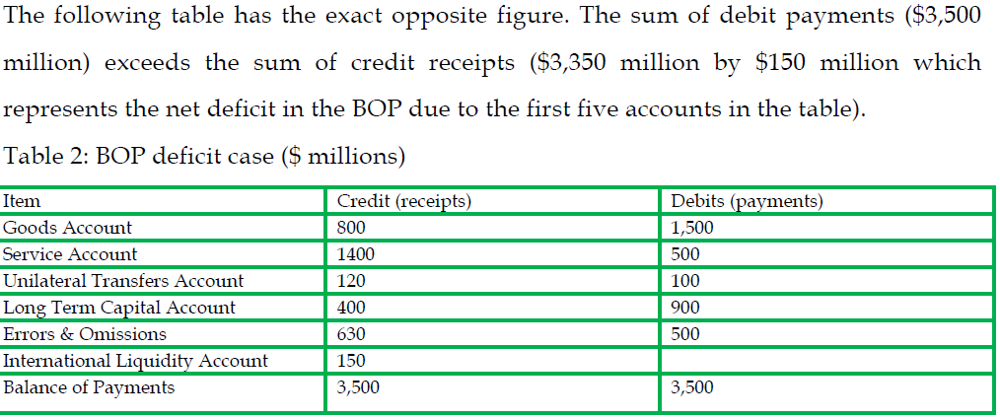 The following table has the exact opposite figure. The sum of debit payments ($3,500
million) exceeds the sum of credit receipts ($3,350 million by $150 million which
represents the net deficit in the BOP due to the first five accounts in the table).
Table 2: BOP deficit case ($ millions)
Item Credit (receipts) Debits (payments)
Goods Account 800 1,500
Service Account 1400 500
Unilateral Transfers Account 120 100
Long Term Capital Account 400 900
Errors & Omissions 630 500
International Liquidity Account 150
Balance of Payments 3,500 3,500